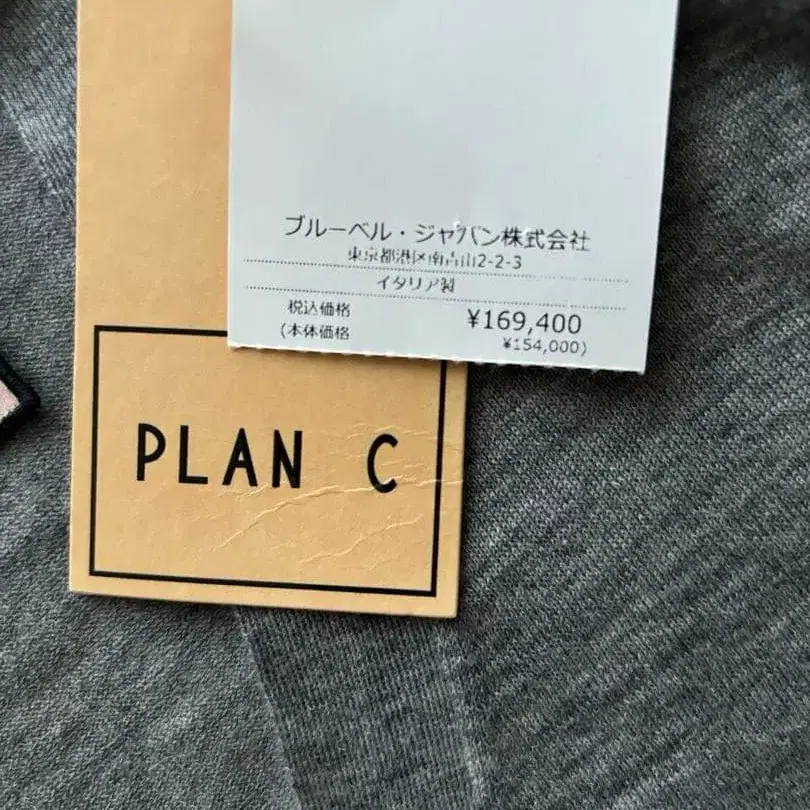 ブルーベル・ジャパン株式会社
東京都港区南青山2-2-3
イタリア製
税込価格 ¥169,400
(本体価格 ¥154,000)
PLAN C